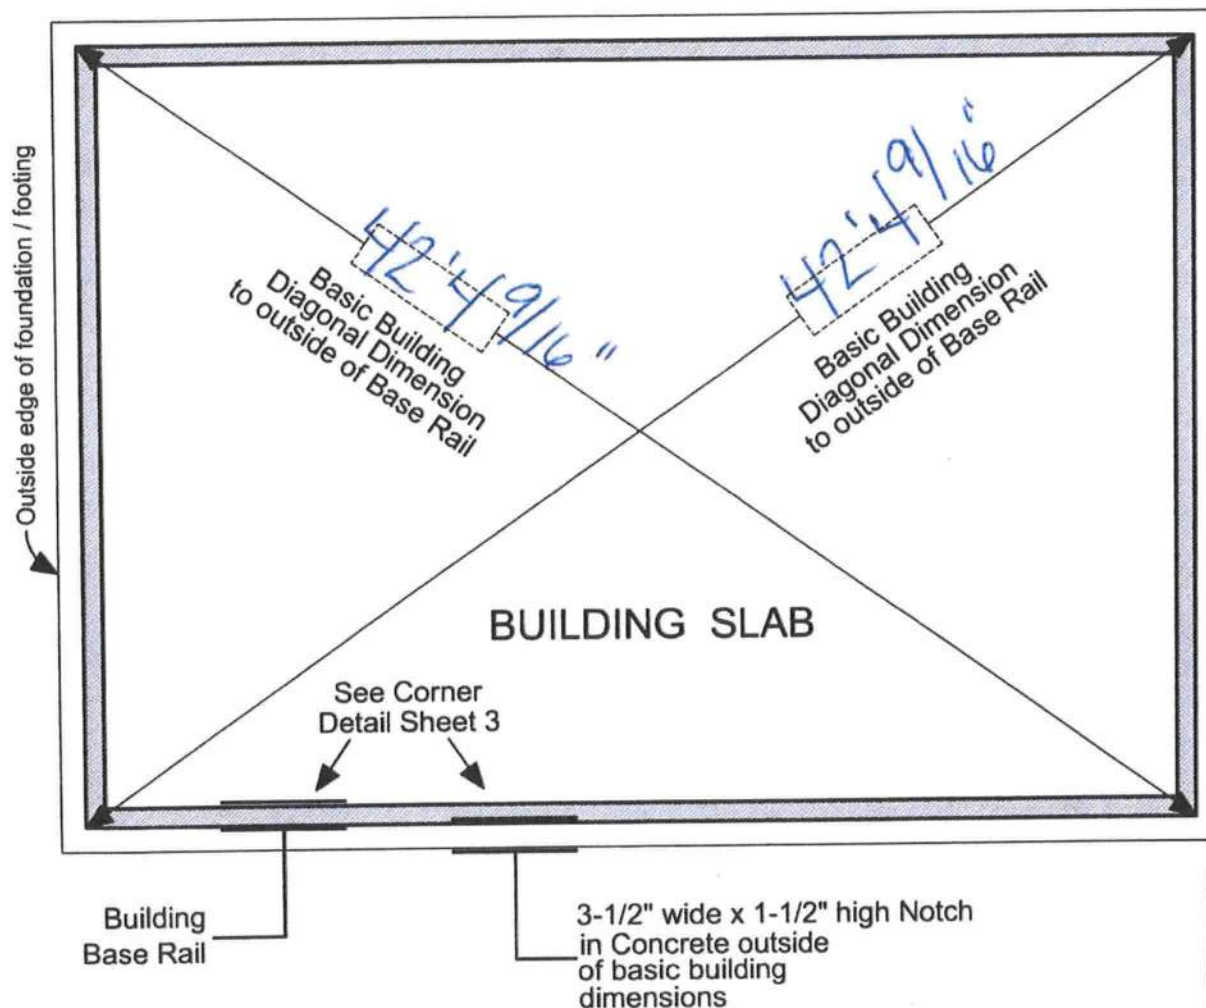 Outside edge of foundation / footing
42'4 9/16"
Basic Building
Diagonal Dimension
to outside of Base Rail
42'4 9/16"
Basic Building
Diagonal Dimension
to outside of Base Rail
BUILDING SLAB
See Corner
Detail Sheet 3
Building
Base Rail
3-1/2" wide x 1-1/2" high Notch
in Concrete outside
of basic building
dimensions